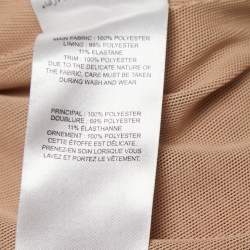 MAIN FABRIC : 100% POLYESTER
LINING : 89% POLYESTER
11% ELASTANE
TRIM : 100% POLYESTER
DUE TO THE DELICATE NATURE OF
THE FABRIC, CARE MUST BE TAKEN
DURING WASH AND WEAR
PRINCIPAL : 100% POLYESTER
DOUBLURE : 89% POLYESTER
11% ÉLASTHANNE
ORNEMENT : 100% POLYESTER
CETTE ÉTOFFE EST DÉLICATE.
PRENEZ-EN SOIN LORSQUE VOUS
LAVEZ ET PORTEZ LE VÊTEMENT.